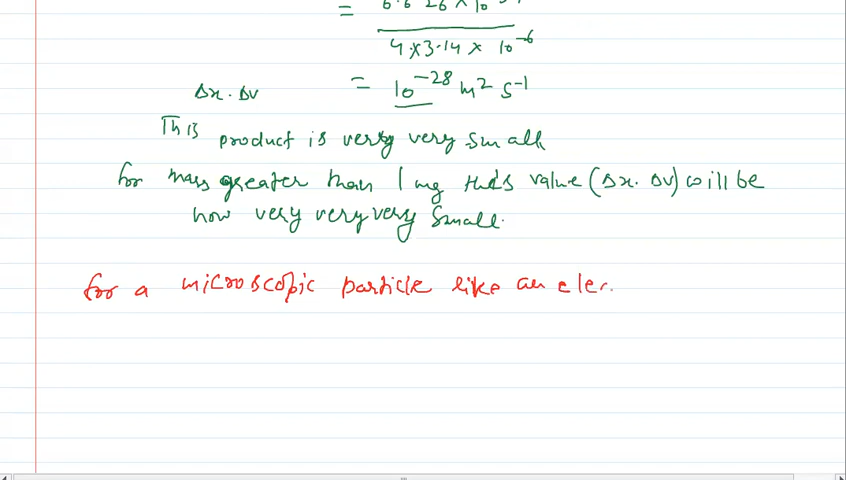 = 6.626 × 10
4 × 3.14 × 10⁻⁶
Δx . Δv = 10⁻²⁸ m² s⁻¹
This product is very very small
for mass greater than 1 mg this value (Δx. Δv) will be
now very very very small.
for a microscopic particle like an elec